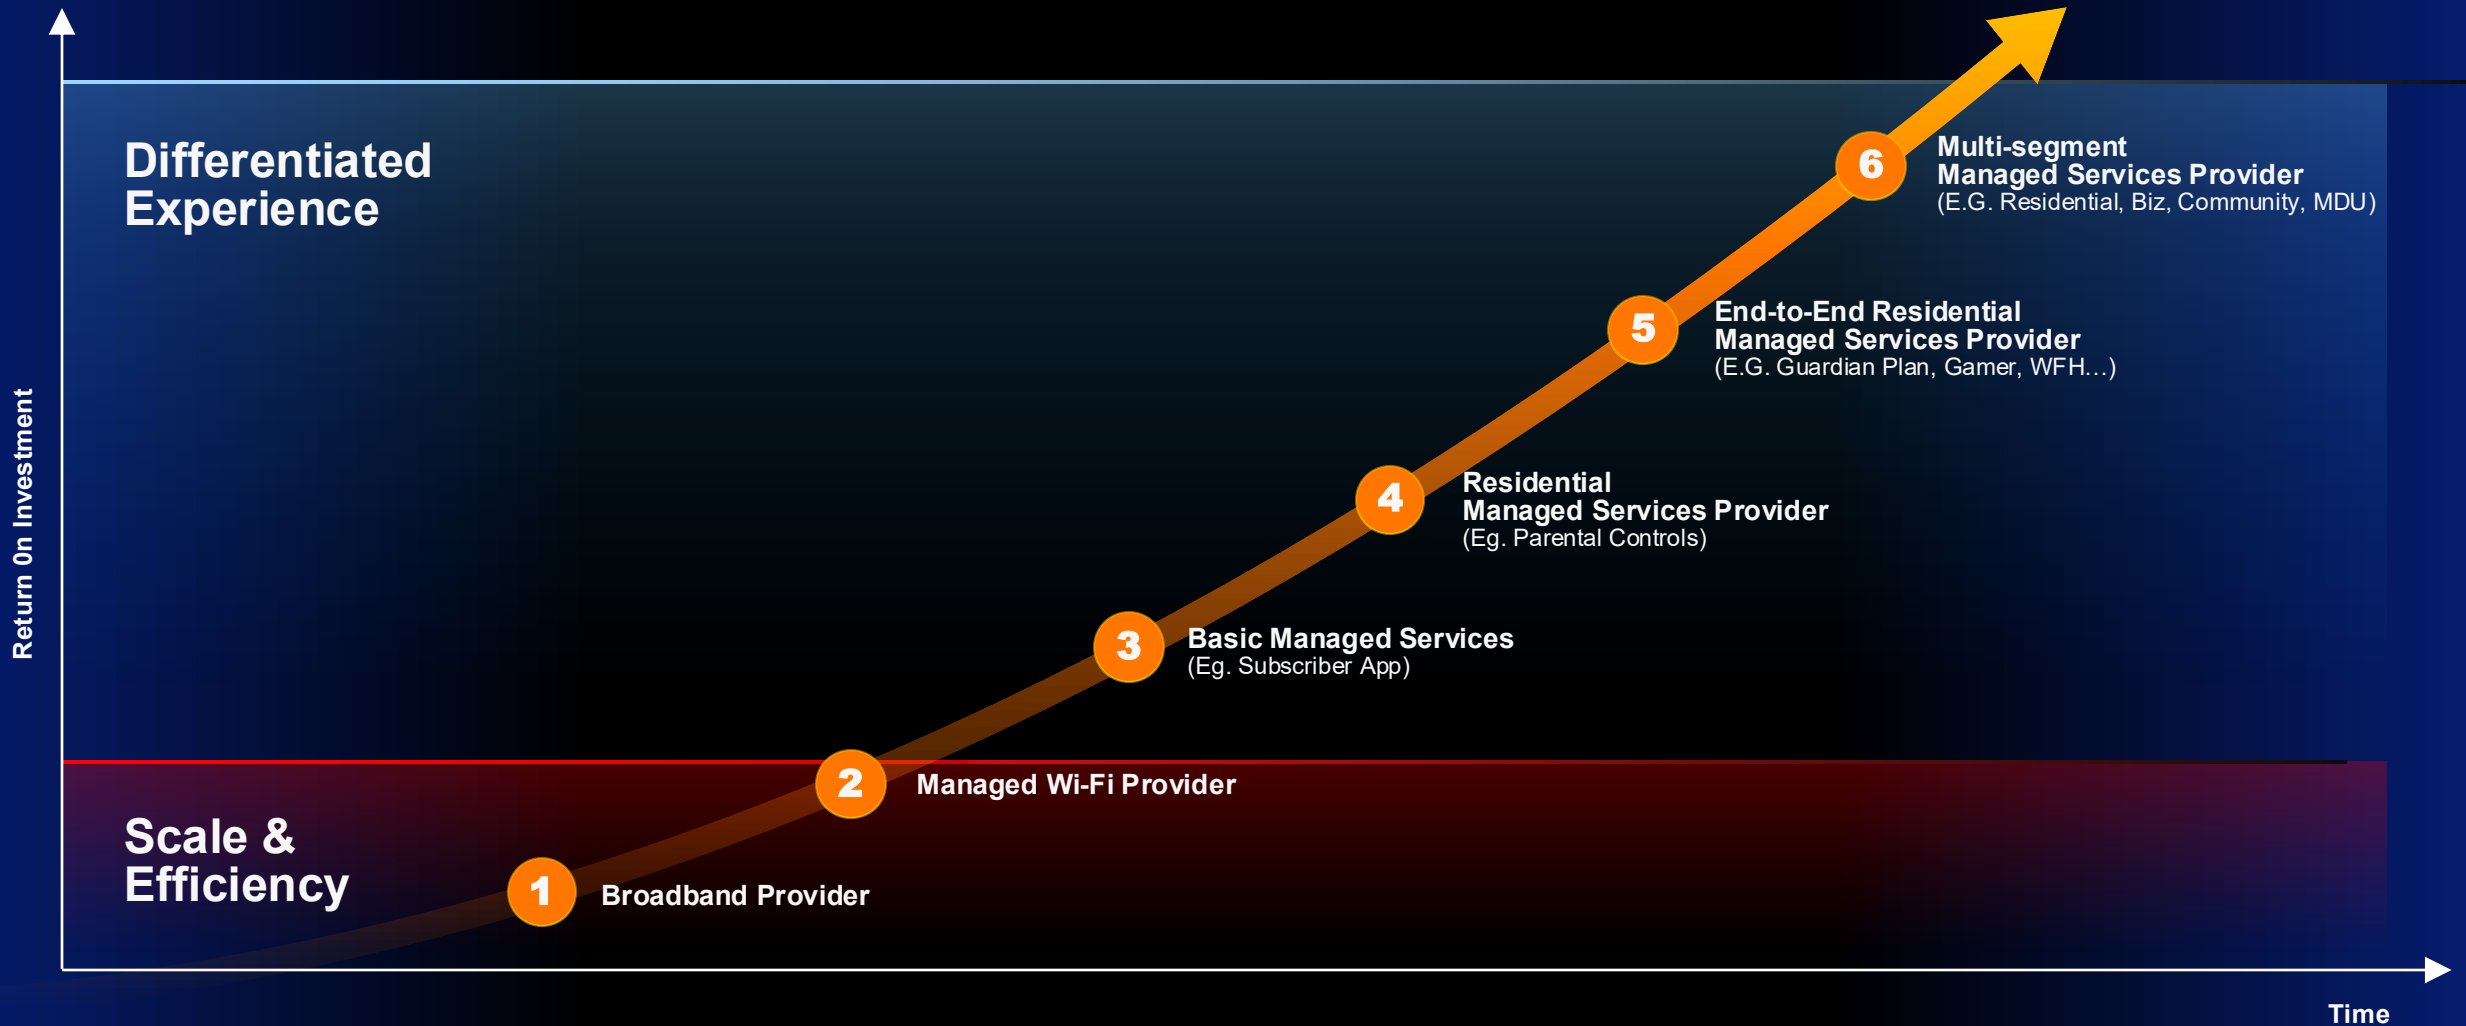 Differentiated
Experience
6
Multi-segment
Managed Services Provider
(E.G. Residential, Biz, Community, MDU)
5
End-to-End Residential
Managed Services Provider
(E.G. Guardian Plan, Gamer, WFH...)
Return 0n Investment
4
Residential
Managed Services Provider
(Eg. Parental Controls)
3
Basic Managed Services
(Eg. Subscriber App)
2
Managed Wi-Fi Provider
Scale &
Efficiency
1
Broadband Provider
Time